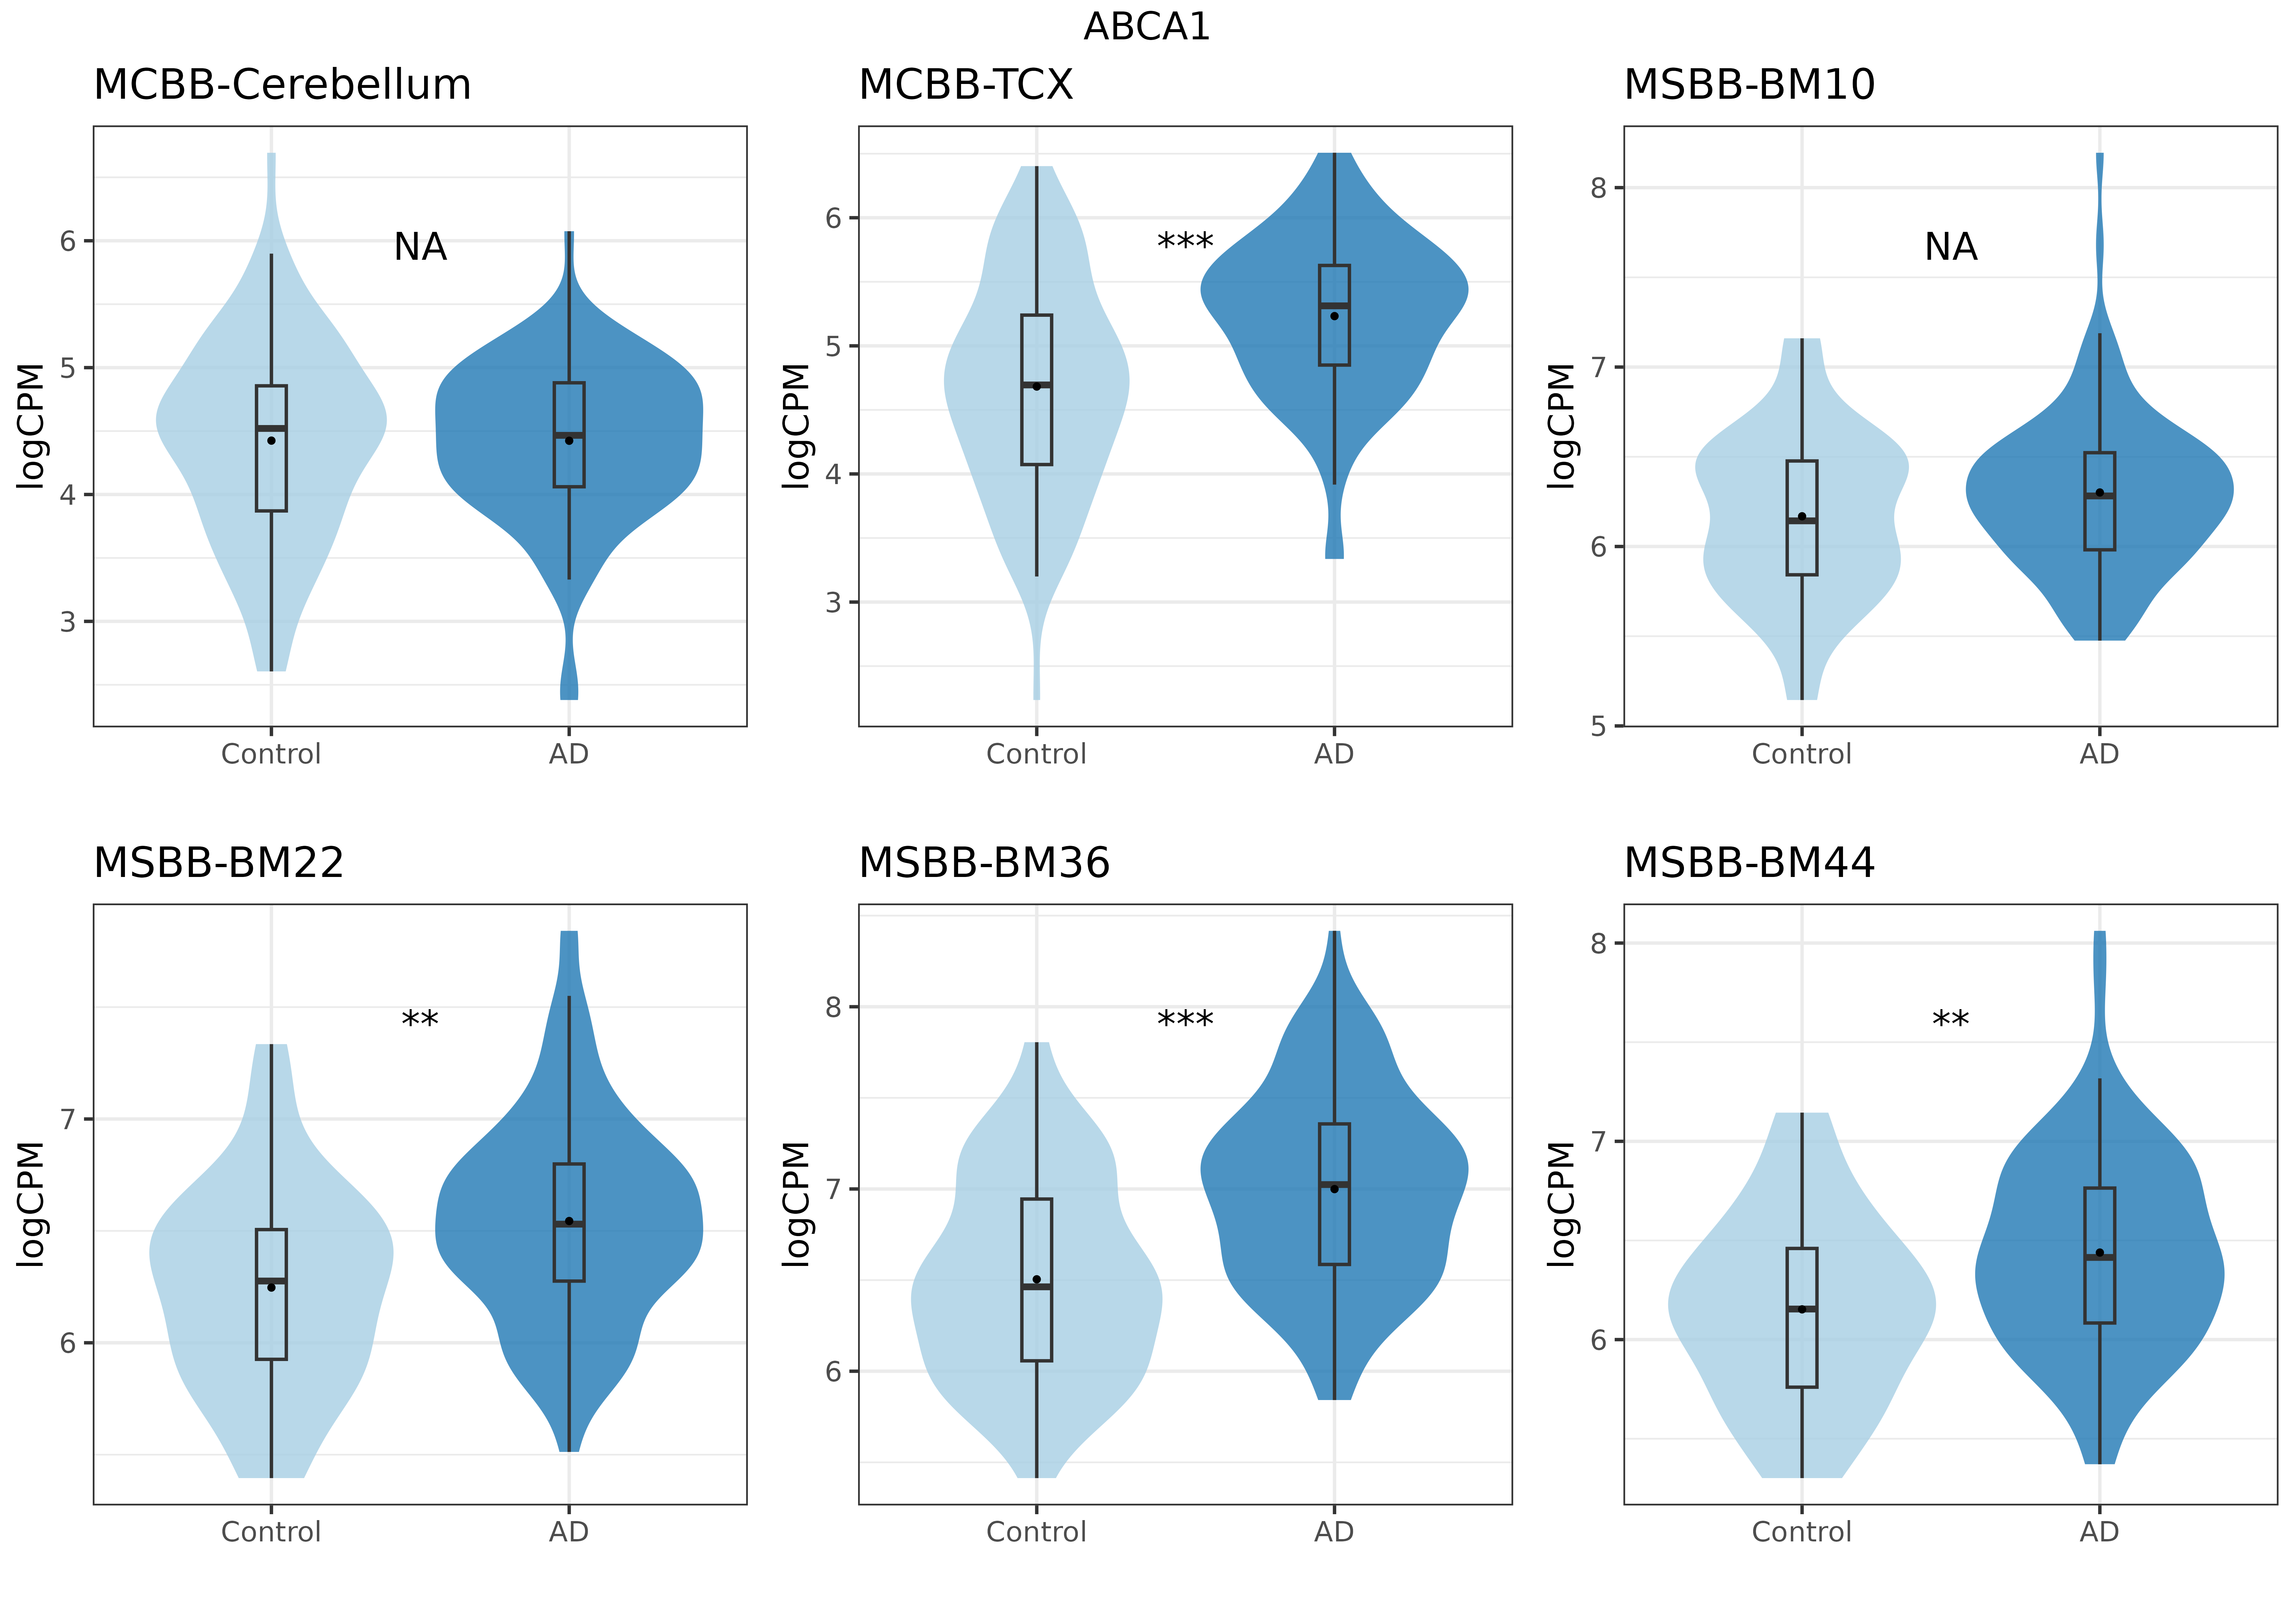 ABCA1
MCBB-Cerebellum
logCPM
6
5
4
3
NA
Control
AD
MCBB-TCX
logCPM
6
5
4
3
***
Control
AD
MSBB-BM10
logCPM
8
7
6
5
NA
Control
AD
MSBB-BM22
logCPM
7
6
**
Control
AD
MSBB-BM36
logCPM
8
7
6
***
Control
AD
MSBB-BM44
logCPM
8
7
6
**
Control
AD